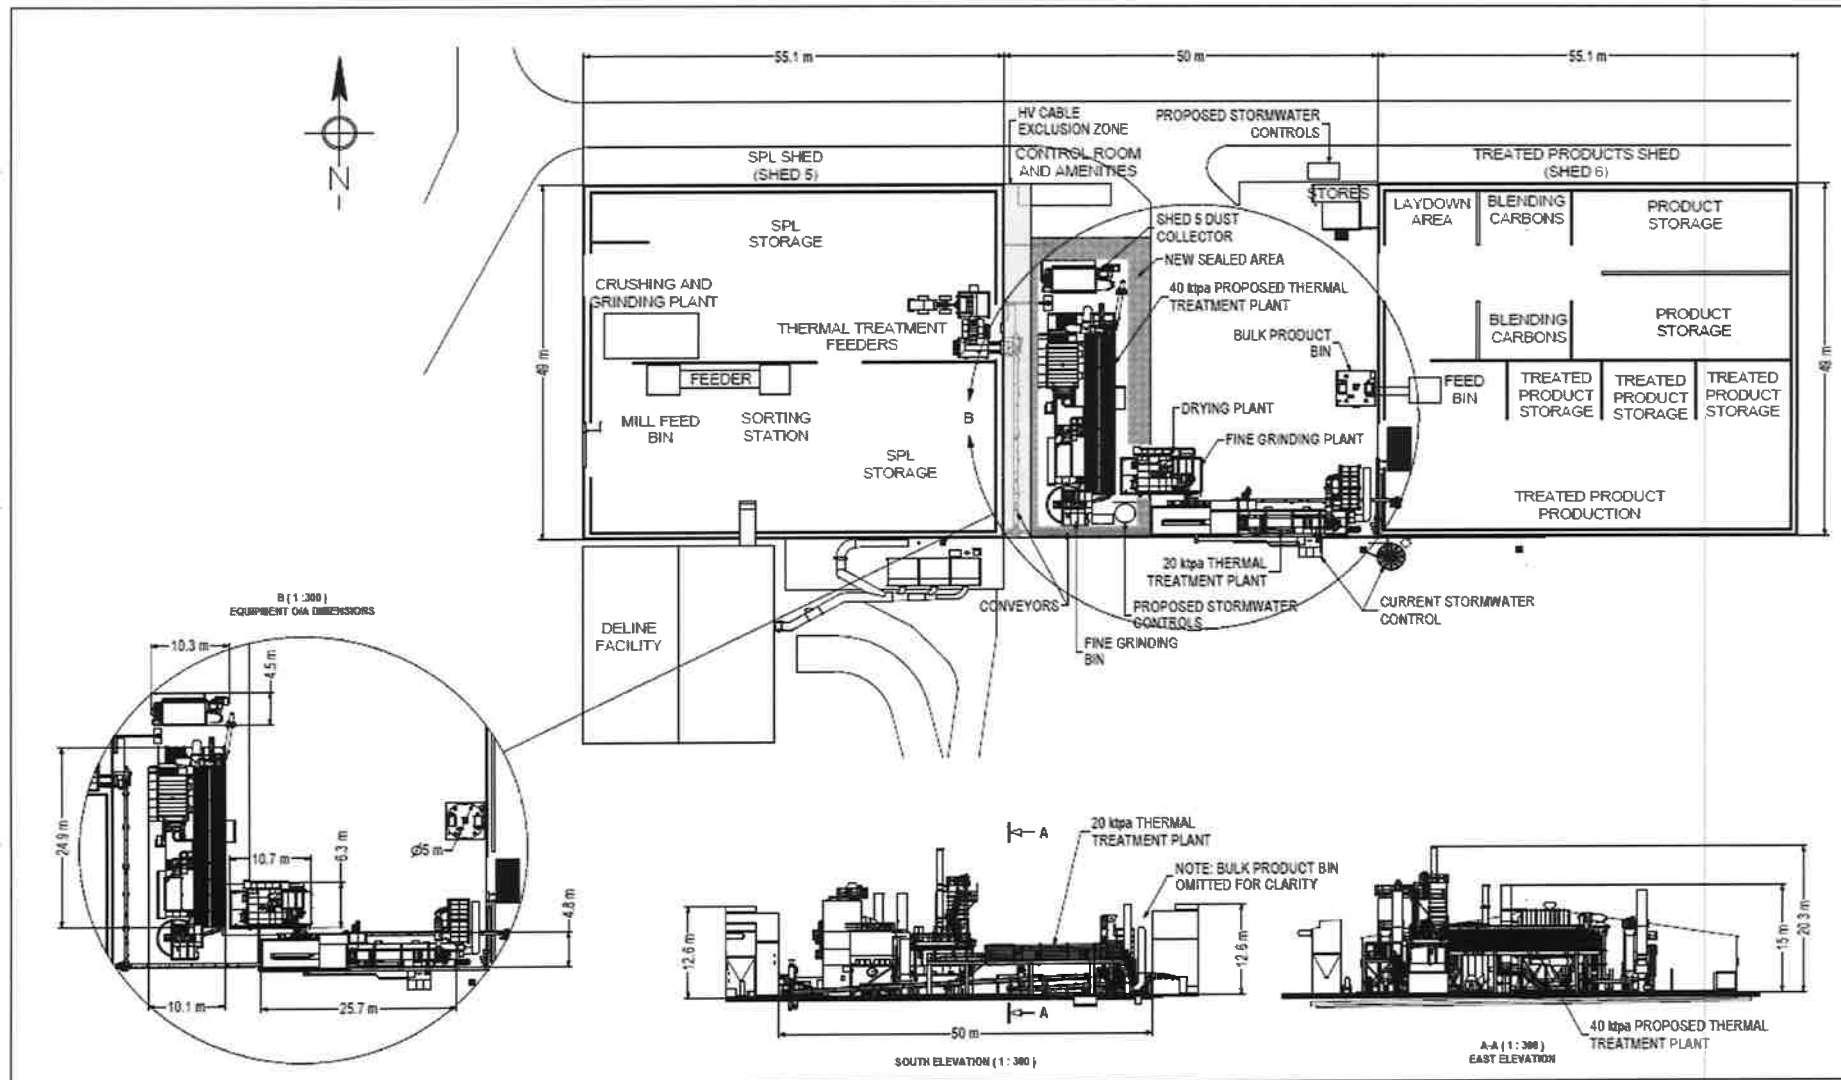 55.1 m
50 m
55.1 m
HV CABLE
EXCLUSION ZONE
PROPOSED STORMWATER
CONTROLS
SPL SHED
(SHED 5)
CONTROL ROOM
AND AMENITIES
TREATED PRODUCTS SHED
(SHED 6)
N
STORES
LAYDOWN
AREA
BLENDING
CARBONS
PRODUCT
STORAGE
SPL
STORAGE
SHED 5 DUST
COLLECTOR
NEW SEALED AREA
CRUSHING AND
GRINDING PLANT
40 ktpa PROPOSED THERMAL
TREATMENT PLANT
THERMAL TREATMENT
FEEDERS
BULK PRODUCT
BIN
BLENDING
CARBONS
PRODUCT
STORAGE
49 m
49 m
FEEDER
FEED
BIN
TREATED
PRODUCT
STORAGE
TREATED
PRODUCT
STORAGE
TREATED
PRODUCT
STORAGE
MILL FEED
BIN
SORTING
STATION
B
DRYING PLANT
FINE GRINDING PLANT
SPL
STORAGE
TREATED PRODUCT
PRODUCTION
20 ktpa THERMAL
TREATMENT PLANT
CONVEYORS
PROPOSED STORMWATER
CONTROLS
CURRENT STORMWATER
CONTROL
FINE GRINDING
BIN
DELINE
FACILITY
B ( 1 : 300 )
EQUIPMENT O/A DIMENSIONS
10.3 m
4.5 m
24.9 m
10.7 m
6.3 m
Ø5 m
4.8 m
10.1 m
25.7 m
A
20 ktpa THERMAL
TREATMENT PLANT
NOTE: BULK PRODUCT BIN
OMITTED FOR CLARITY
12.6 m
12.6 m
A
50 m
SOUTH ELEVATION ( 1 : 300 )
15 m
20.3 m
40 ktpa PROPOSED THERMAL
TREATMENT PLANT
A-A ( 1 : 300 )
EAST ELEVATION